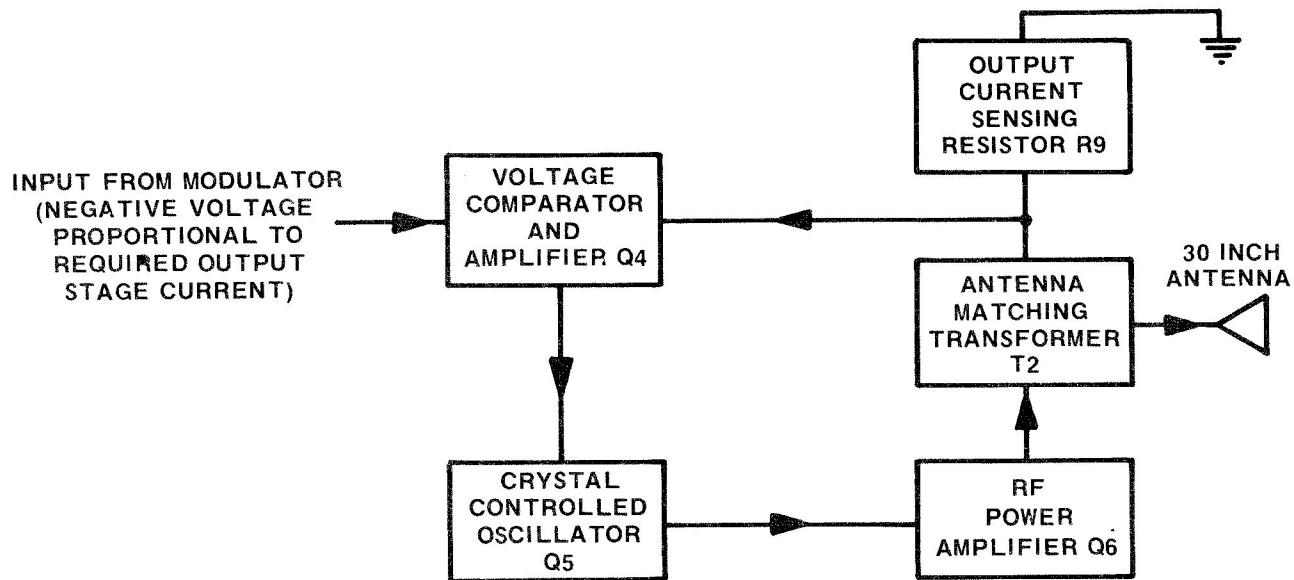 OUTPUT
CURRENT
SENSING
RESISTOR R9
INPUT FROM MODULATOR
(NEGATIVE VOLTAGE
PROPORTIONAL TO
REQUIRED OUTPUT
STAGE CURRENT)
VOLTAGE
COMPARATOR
AND
AMPLIFIER Q4
30 INCH
ANTENNA
ANTENNA
MATCHING
TRANSFORMER
T2
CRYSTAL
CONTROLLED
OSCILLATOR
Q5
RF
POWER
AMPLIFIER Q6